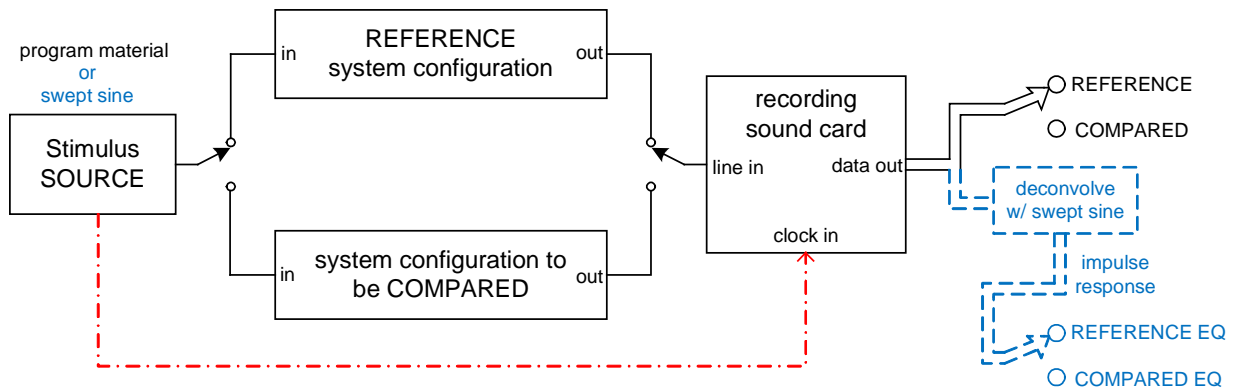 program material
or
swept sine
Stimulus
SOURCE
in
REFERENCE
system configuration
out
in
system configuration to
be COMPARED
out
recording
sound card
line in
data out
clock in
REFERENCE
COMPARED
deconvolve
w/ swept sine
impulse
response
REFERENCE EQ
COMPARED EQ